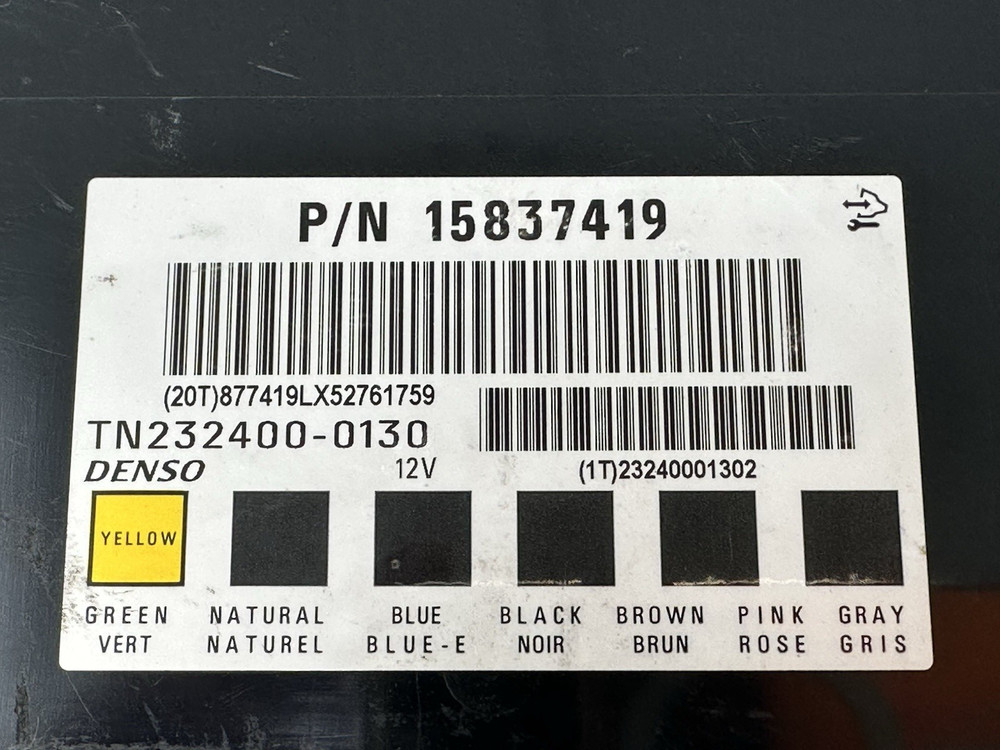 P/N 15837419
(20T)877419LX52761759
TN232400-0130
DENSO 12V
(1T)23240001302
YELLOW
GREEN NATURAL BLUE BLACK BROWN PINK GRAY
VERT NATUREL BLUE-E NOIR BRUN ROSE GRIS